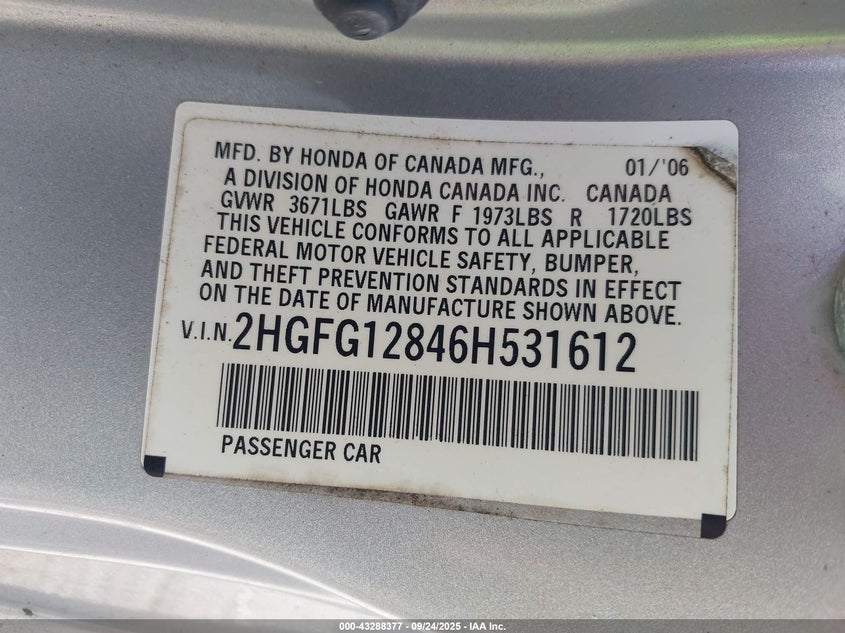 MFD. BY HONDA OF CANADA MFG., 01/'06
A DIVISION OF HONDA CANADA INC. CANADA
GVWR 3671LBS GAWR F 1973LBS R 1720LBS
THIS VEHICLE CONFORMS TO ALL APPLICABLE
FEDERAL MOTOR VEHICLE SAFETY, BUMPER,
AND THEFT PREVENTION STANDARDS IN EFFECT
ON THE DATE OF MANUFACTURE SHOWN ABOVE.
V.I.N. 2HGFG12846H531612
PASSENGER CAR
000-43288377 - 09/24/2025 - IAA Inc.